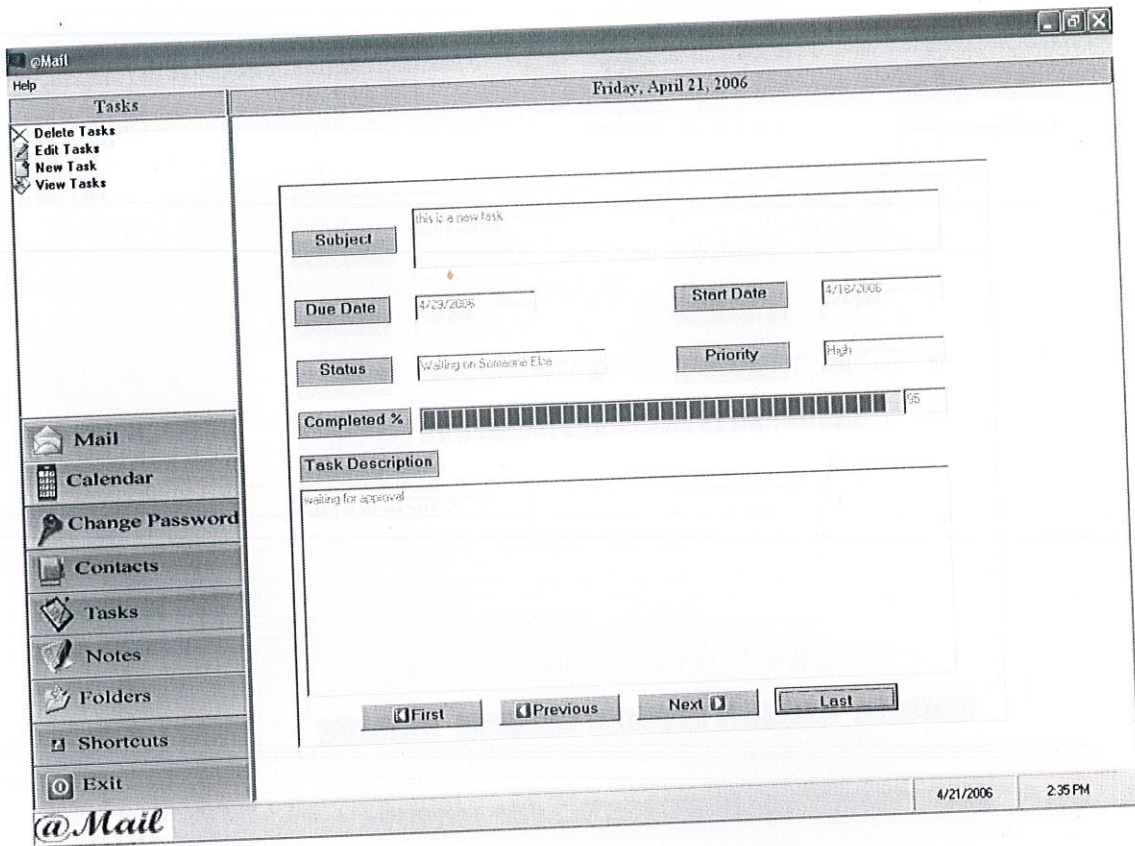 @Mail
Help
Tasks
Friday, April 21, 2006
Delete Tasks
Edit Tasks
New Task
View Tasks
Subject
this is a new task
Due Date
4/29/2006
Start Date
4/18/2006
Status
Waiting on Someone Else
Priority
High
Completed %
95
Task Description
waiting for approval
First
Previous
Next
Last
Mail
Calendar
Change Password
Contacts
Tasks
Notes
Folders
Shortcuts
Exit
@Mail
4/21/2006
2:35 PM